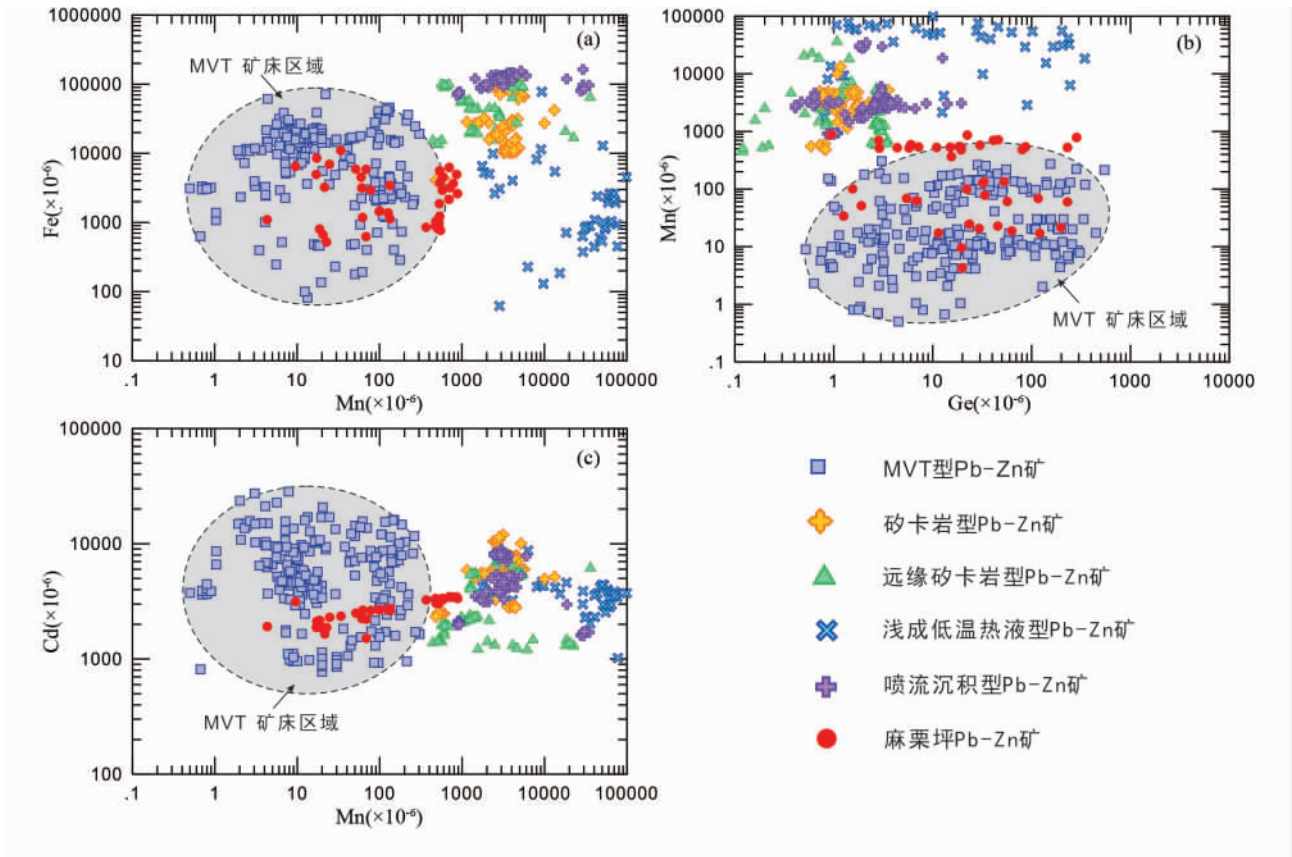 1000000
100000
10000
1000
100
10
Fe(×10⁻⁶)
.1
1
10
100
1000
10000
100000
Mn(×10⁻⁶)
(a)
MVT 矿床区域
100000
10000
1000
100
10
1
.1
Mn(×10⁻⁶)
0.1
1
10
100
1000
10000
Ge(×10⁻⁶)
(b)
MVT 矿床区域
100000
10000
1000
100
Cd(×10⁻⁶)
.1
1
10
100
1000
10000
100000
Mn(×10⁻⁶)
(c)
MVT 矿床区域
MVT型Pb-Zn矿
矽卡岩型Pb-Zn矿
远缘矽卡岩型Pb-Zn矿
浅成低温热液型Pb-Zn矿
喷流沉积型Pb-Zn矿
麻栗坪Pb-Zn矿